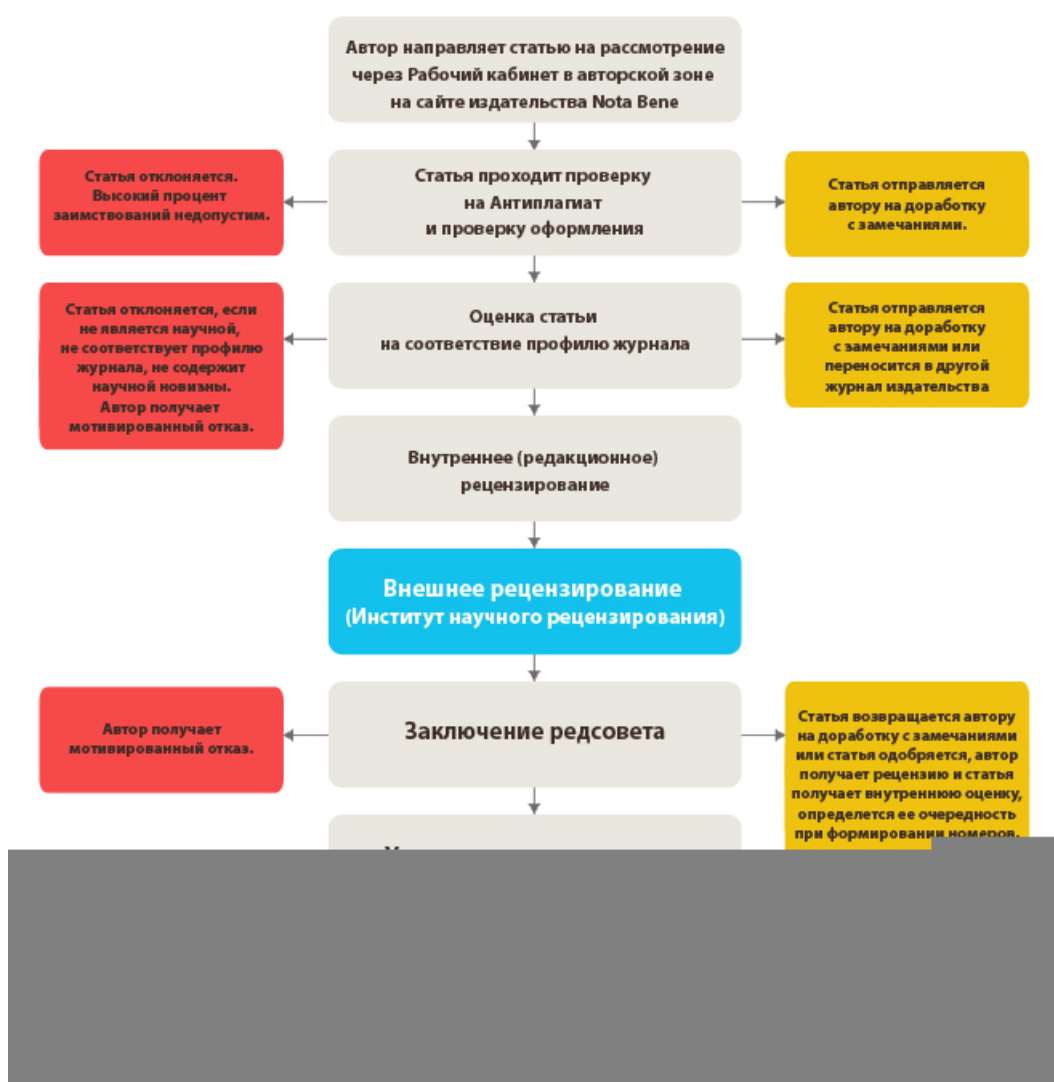 Автор направляет статью на рассмотрение
через Рабочий кабинет в авторской зоне
на сайте издательства Nota Bene
Статья отклоняется.
Высокий процент
заимствований недопустим.
Статья проходит проверку
на Антиплагиат
и проверку оформления
Статья отправляется
автору на доработку
с замечаниями.
Статья отклоняется, если
не является научной,
не соответствует профилю
журнала, не содержит
научной новизны.
Автор получает
мотивированный отказ.
Оценка статьи
на соответствие профилю журнала
Статья отправляется
автору на доработку
с замечаниями или
переносится в другой
журнал издательства
Внутреннее (редакционное)
рецензирование
Внешнее рецензирование
(Институт научного рецензирования)
Автор получает
мотивированный отказ.
Заключение редсовета
Статья возвращается автору
на доработку с замечаниями
или статья одобряется, автор
получает рецензию и статья
получает внутреннюю оценку,
определется ее очередность
при формировании номеров.